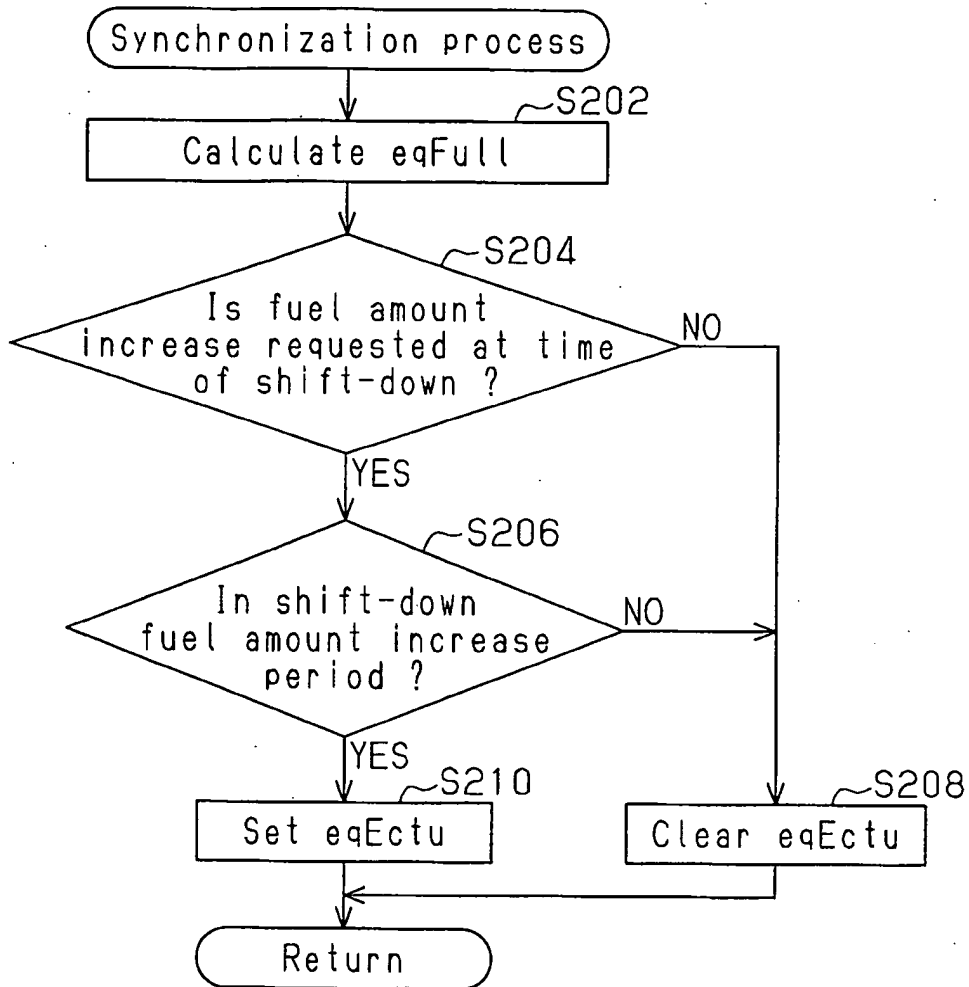 Synchronization process
S202
Calculate eqFull
S204
Is fuel amount
increase requested at time
of shift-down ?
NO
YES
S206
In shift-down
fuel amount increase
period ?
NO
YES
S210
Set eqEctu
S208
Clear eqEctu
Return